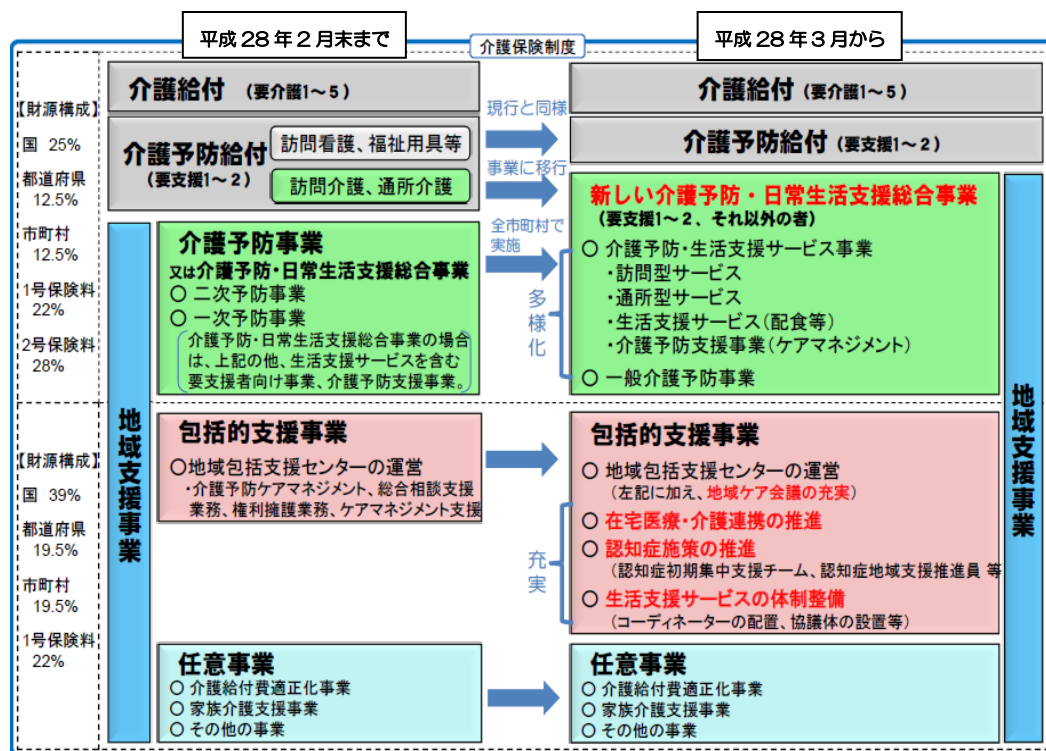 平成28年2月末まで
介護保険制度
平成28年3月から
【財源構成】
国 25%
都道府県
12.5%
市町村
12.5%
1号保険料
22%
2号保険料
28%
【財源構成】
国 39%
都道府県
19.5%
市町村
19.5%
1号保険料
22%
介護給付 (要介護1~5)
介護予防給付
(要支援1~2)
訪問看護、福祉用具等
訪問介護、通所介護
地域支援事業
介護予防事業
又は介護予防・日常生活支援総合事業
○ 二次予防事業
○ 一次予防事業
介護予防・日常生活支援総合事業の場合
は、上記の他、生活支援サービスを含む
要支援者向け事業、介護予防支援事業。
包括的支援事業
○地域包括支援センターの運営
・介護予防ケアマネジメント、総合相談支援
業務、権利擁護業務、ケアマネジメント支援
任意事業
○ 介護給付費適正化事業
○ 家族介護支援事業
○ その他の事業
現行と同様
事業に移行
全市町村で
実施
多様化
充実
介護給付 (要介護1~5)
介護予防給付 (要支援1~2)
新しい介護予防・日常生活支援総合事業
(要支援1~2、それ以外の者)
○ 介護予防・生活支援サービス事業
・訪問型サービス
・通所型サービス
・生活支援サービス(配食等)
・介護予防支援事業(ケアマネジメント)
○ 一般介護予防事業
包括的支援事業
○ 地域包括支援センターの運営
(左記に加え、地域ケア会議の充実)
○ 在宅医療・介護連携の推進
○ 認知症施策の推進
(認知症初期集中支援チーム、認知症地域支援推進員 等
○ 生活支援サービスの体制整備
(コーディネーターの配置、協議体の設置等)
任意事業
○ 介護給付費適正化事業
○ 家族介護支援事業
○ その他の事業
地域支援事業